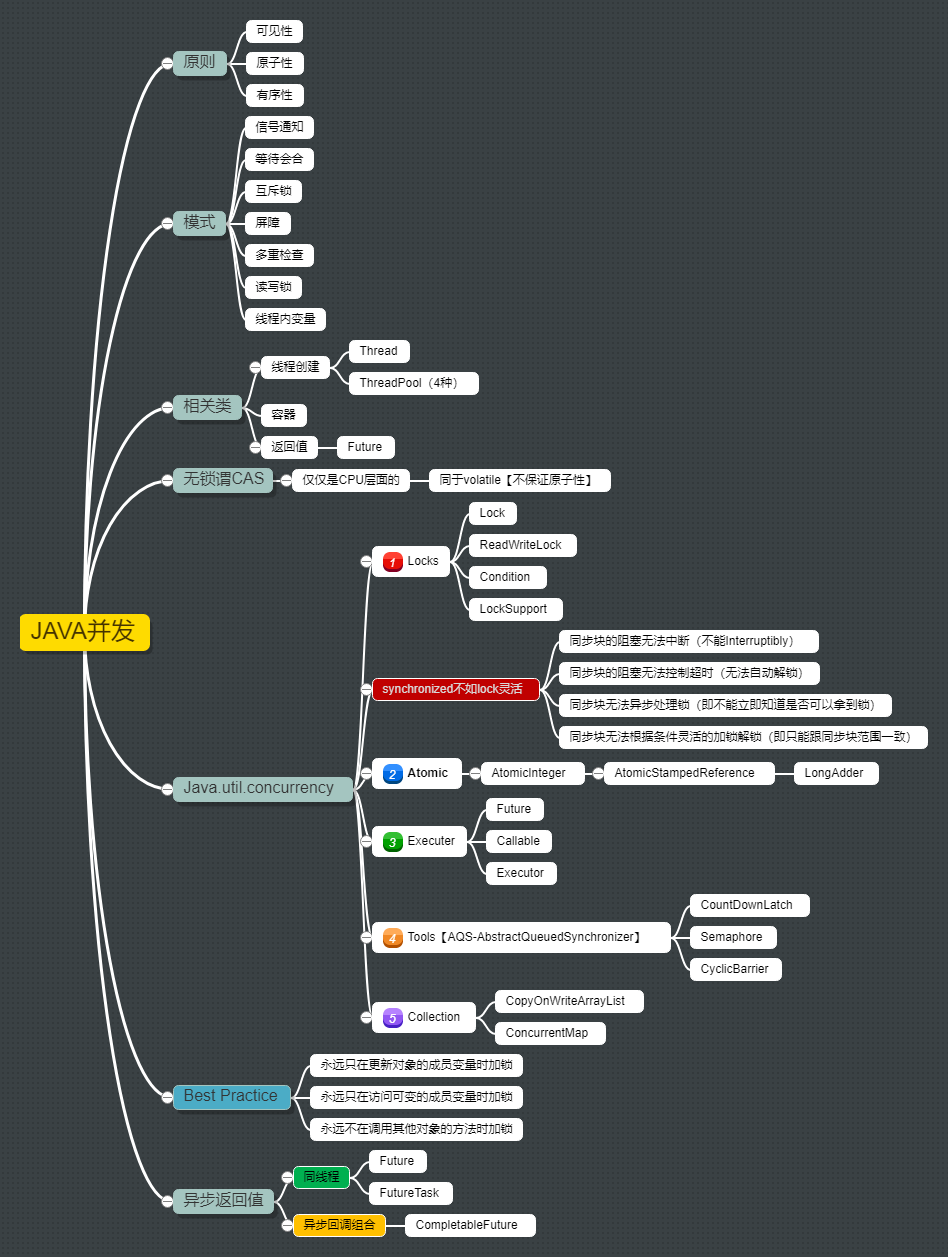 JAVA并发
原则
可见性
原子性
有序性
模式
信号通知
等待会合
互斥锁
屏障
多重检查
读写锁
线程内变量
相关类
线程创建
Thread
ThreadPool（4种）
容器
返回值
Future
无锁谓CAS
仅仅是CPU层面的
同于volatile【不保证原子性】
Java.util.concurrency
1 Locks
Lock
ReadWriteLock
Condition
LockSupport
synchronized不如lock灵活
同步块的阻塞无法中断（不能Interruptibly）
同步块的阻塞无法控制超时（无法自动解锁）
同步块无法异步处理锁（即不能立即知道是否可以拿到锁）
同步块无法根据条件灵活的加锁解锁（即只能跟同步块范围一致）
2 Atomic
AtomicInteger
AtomicStampedReference
LongAdder
3 Executer
Future
Callable
Executor
4 Tools【AQS-AbstractQueuedSynchronizer】
CountDownLatch
Semaphore
CyclicBarrier
5 Collection
CopyOnWriteArrayList
ConcurrentMap
Best Practice
永远只在更新对象的成员变量时加锁
永远只在访问可变的成员变量时加锁
永远不在调用其他对象的方法时加锁
异步返回值
同线程
Future
FutureTask
异步回调组合
CompletableFuture